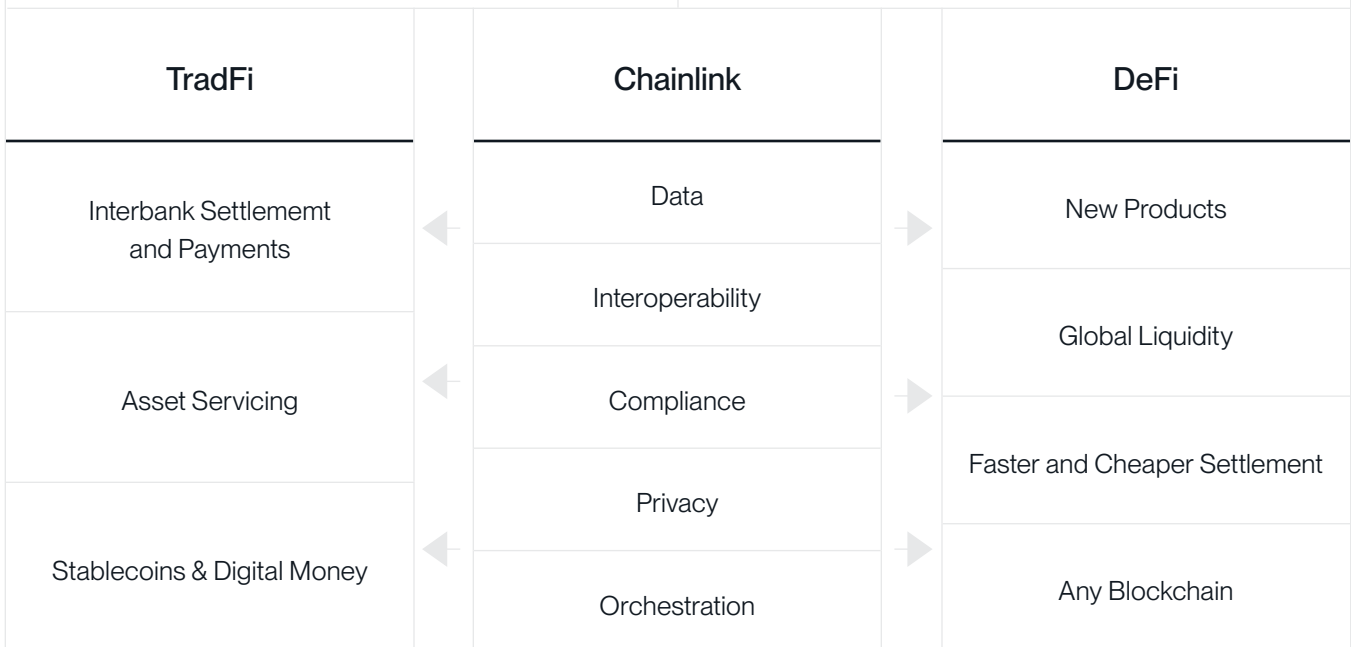 TradFi
Interbank Settlememt
and Payments
Asset Servicing
Stablecoins & Digital Money
Chainlink
Data
Interoperability
Compliance
Privacy
Orchestration
DeFi
New Products
Global Liquidity
Faster and Cheaper Settlement
Any Blockchain